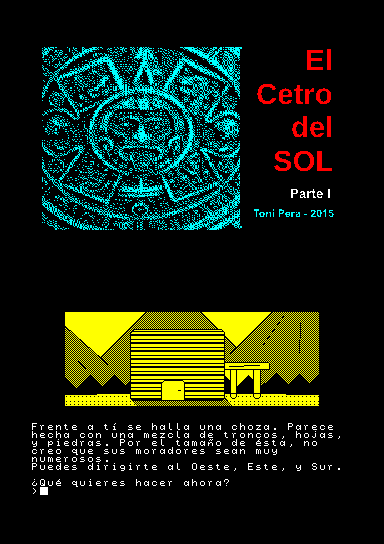 El
Cetro
del
SOL
Parte I
Toni Pera - 2015
Frente a tí se halla una choza. Parece
hecha con una mezcla de troncos, hojas,
y piedras. Por el tamaño de ésta, no
creo que sus moradores sean muy
numerosos.
Puedes dirigirte al Oeste, Este, y Sur.
¿Qué quieres hacer ahora?
>